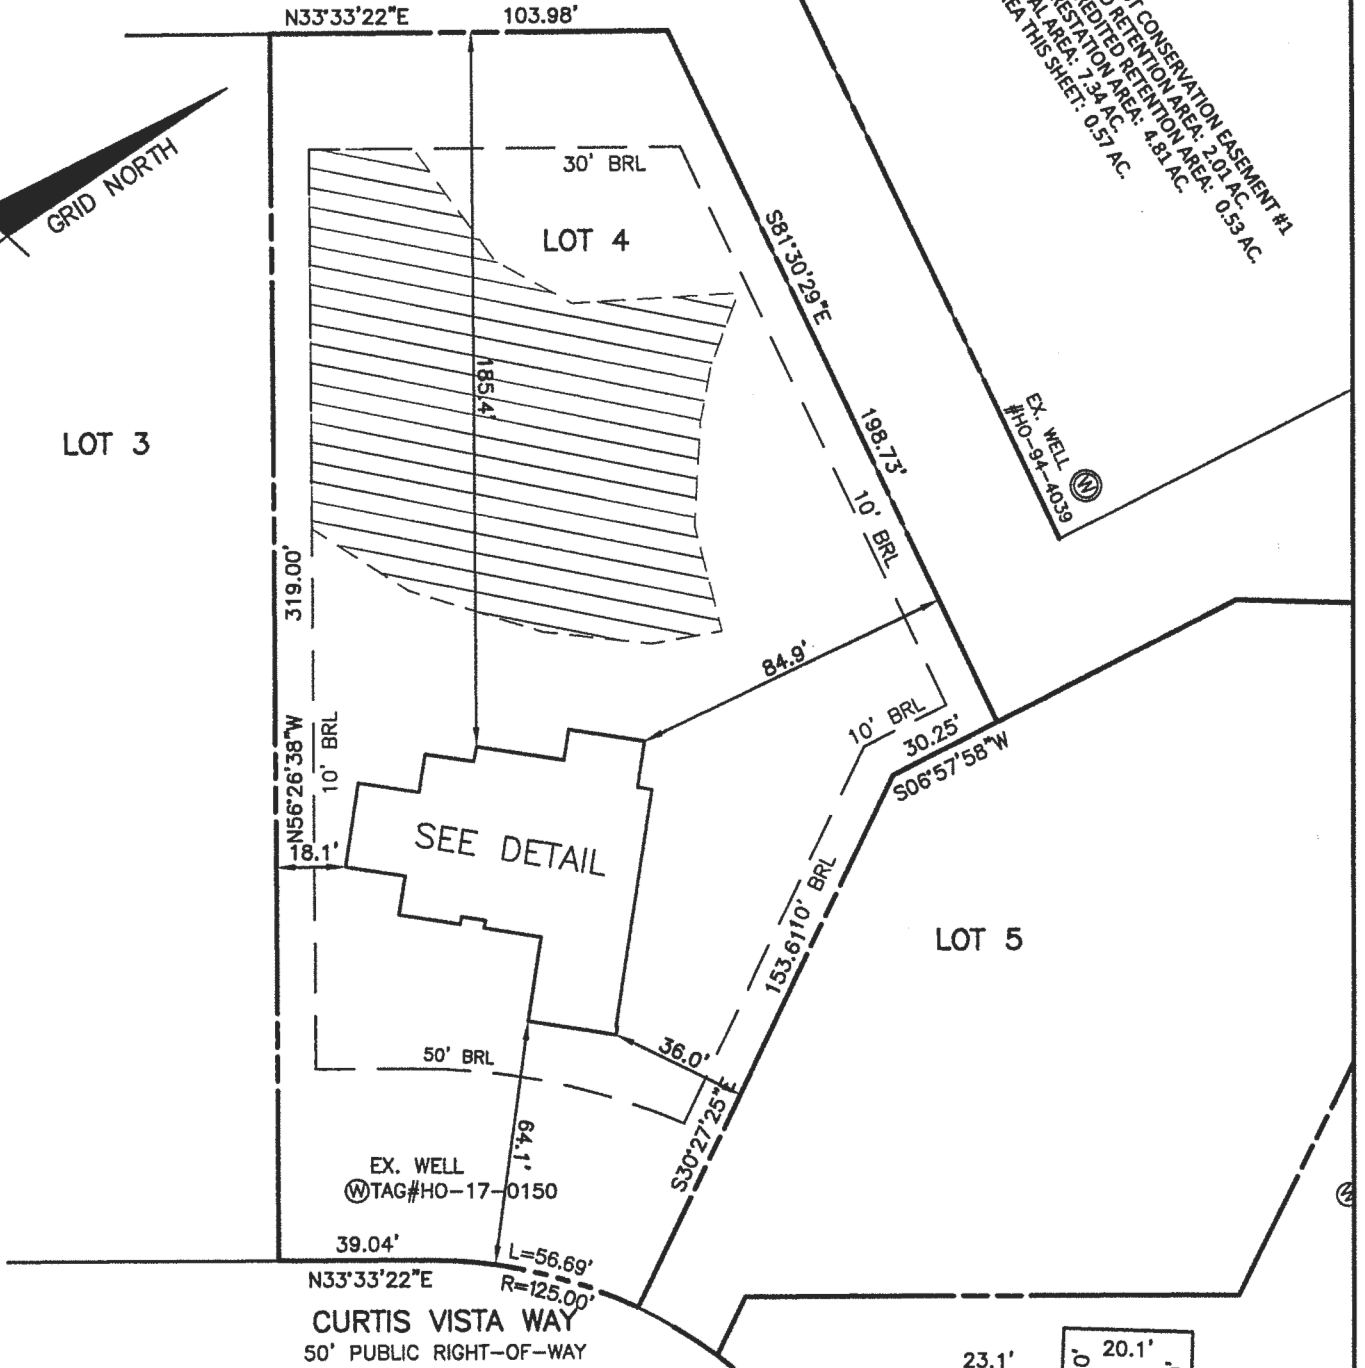 N33°33'22"E 103.98'
T CONSERVATION EASEMENT #1
RETENTION AREA: 2.01 AC.
EDITED RETENTION AREA: 0.53 AC.
RESTATION AREA: 4.81 AC.
AL AREA: 7.34 AC.
EA THIS SHEET: 0.57 AC.
GRID NORTH
30' BRL
LOT 4
S81°30'29"E
185.4'
LOT 3
198.73'
EX. WELL
#HO-94-4039
W
10' BRL
319.00'
84.9'
10' BRL
30.25'
S06°57'58"W
N56°26'38"W
10' BRL
SEE DETAIL
18.1'
10' BRL
153.61'
LOT 5
36.0'
50' BRL
S30°27'25"E
64.1'
EX. WELL
W TAG#HO-17-0150
W
39.04'
L=56.69'
N33°33'22"E
R=125.00'
CURTIS VISTA WAY
50' PUBLIC RIGHT-OF-WAY
23.1'
20.1'